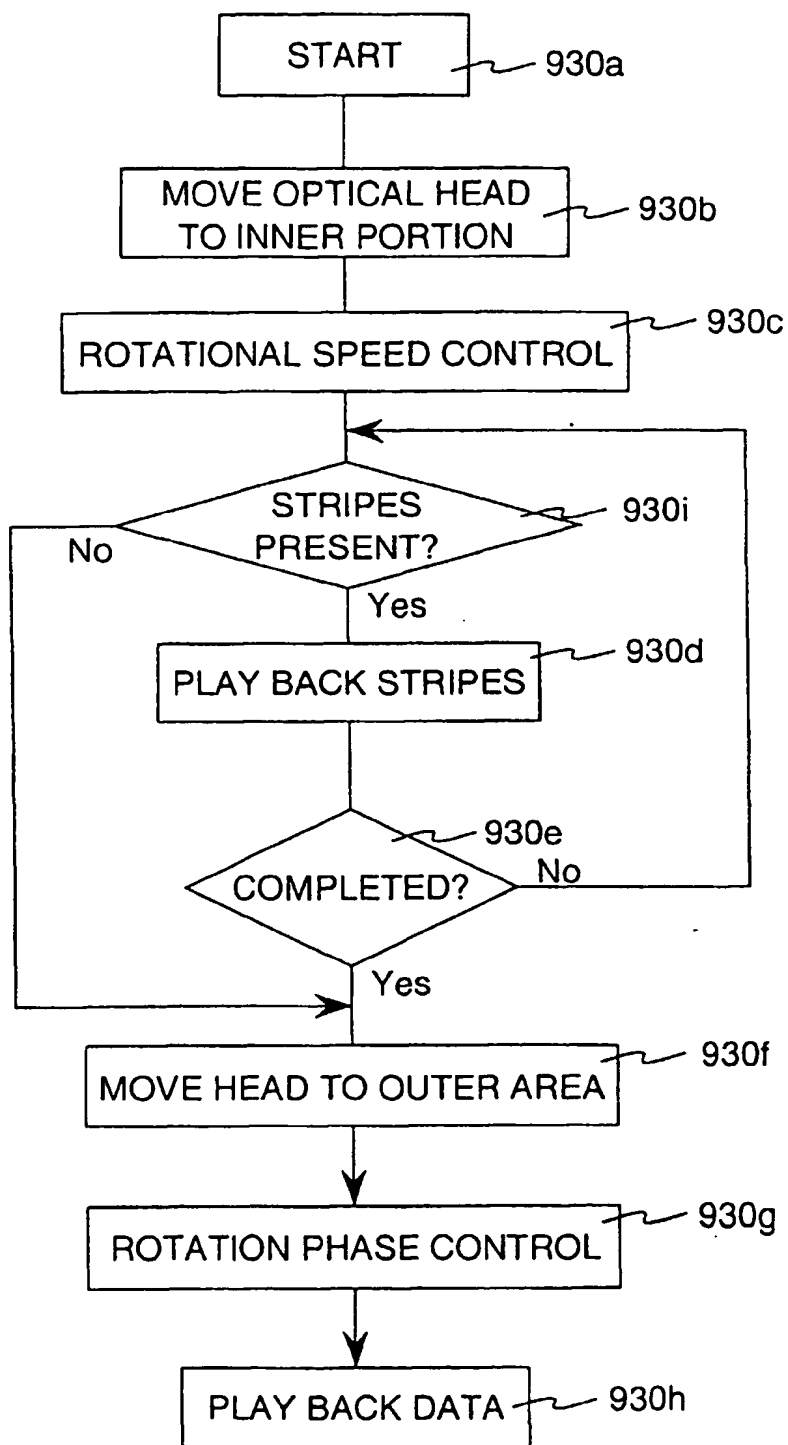 START
930a
MOVE OPTICAL HEAD
TO INNER PORTION
930b
930c
ROTATIONAL SPEED CONTROL
STRIPES
PRESENT?
930i
No
Yes
930d
PLAY BACK STRIPES
930e
COMPLETED?
No
Yes
930f
MOVE HEAD TO OUTER AREA
930g
ROTATION PHASE CONTROL
PLAY BACK DATA
930h